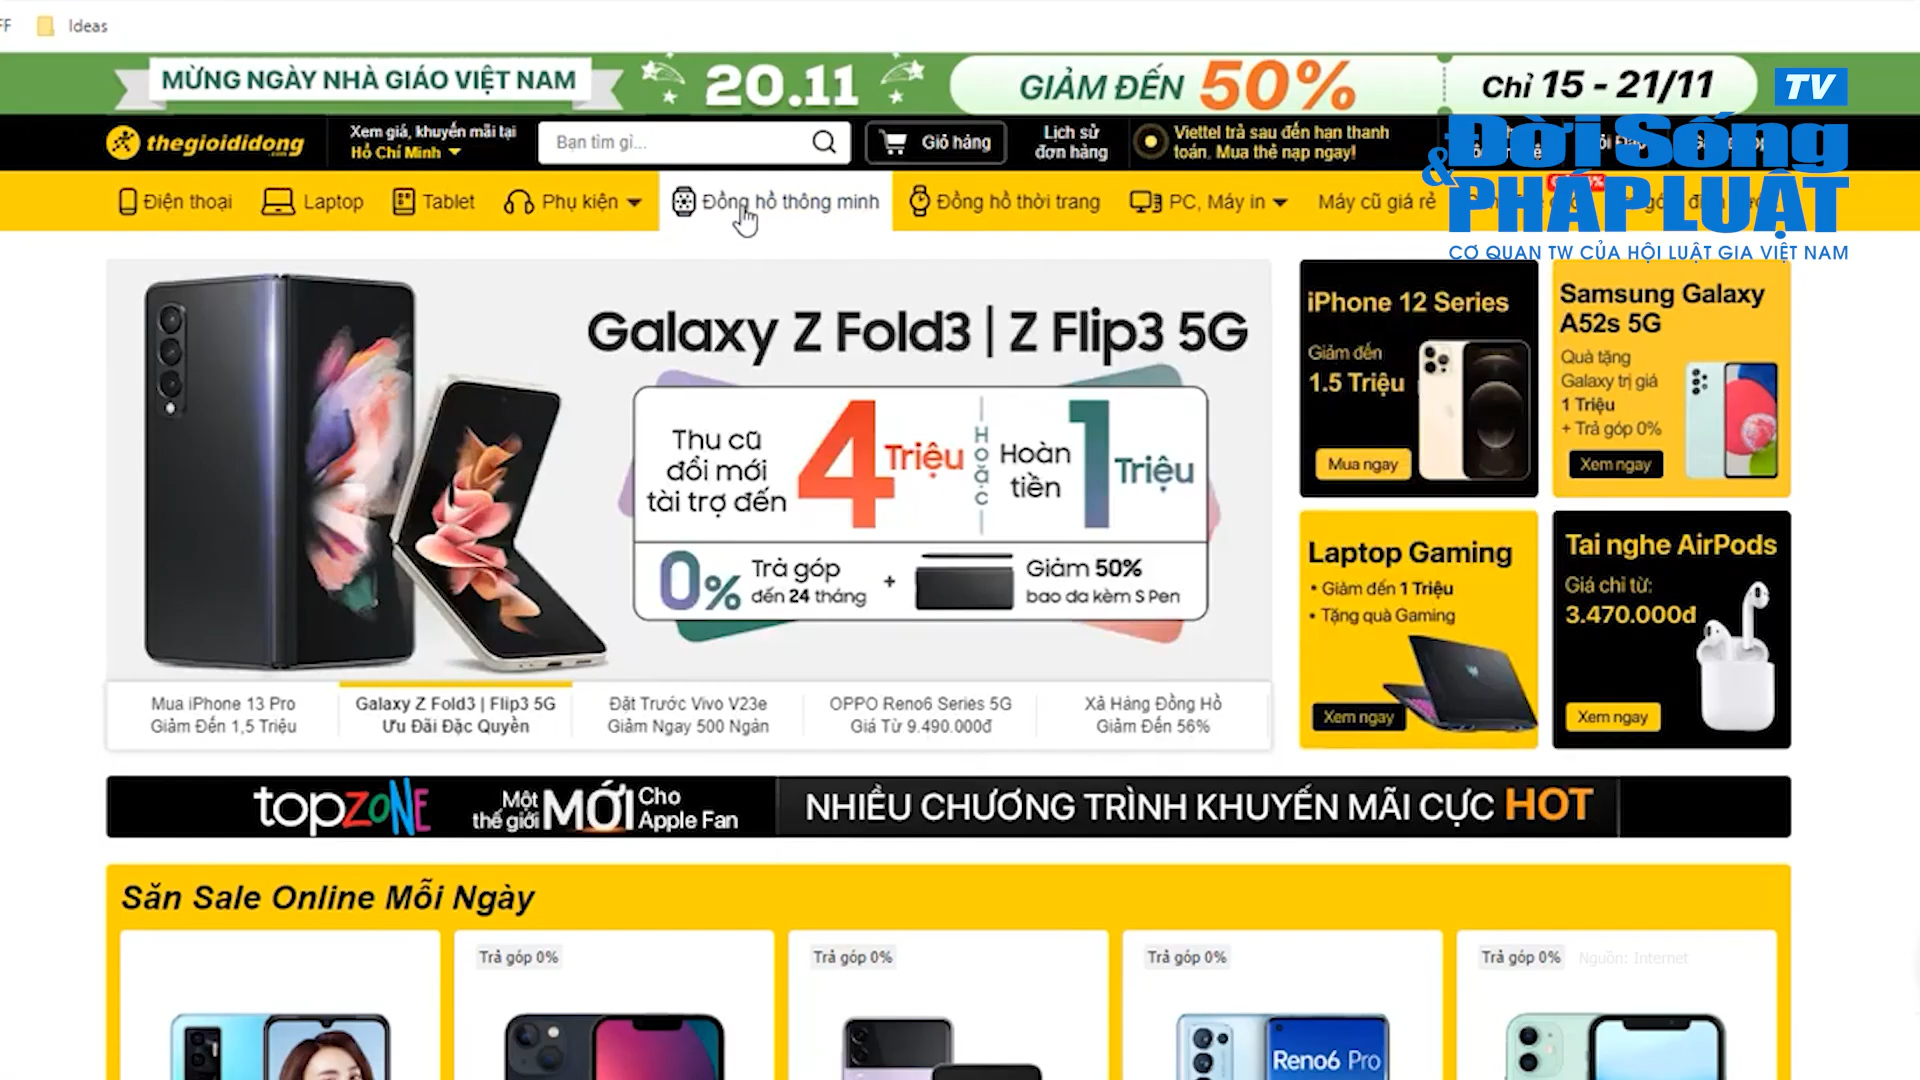 FF
Ideas
MỪNG NGÀY NHÀ GIÁO VIỆT NAM
20.11
GIẢM ĐẾN 50%
Chỉ 15 - 21/11
TV
Đời Sống
& PHÁP LUẬT
CƠ QUAN TW CỦA HỘI LUẬT GIA VIỆT NAM
thegioididong
.com
Xem giá, khuyến mãi tại
Hồ Chí Minh
Bạn tìm gì...
Giỏ hàng
Lịch sử
đơn hàng
Viettel trả sau đến hạn thanh
toán. Mua thẻ nạp ngay!
Điện thoại
Laptop
Tablet
Phụ kiện
Đồng hồ thông minh
Đồng hồ thời trang
PC, Máy in
Máy cũ giá rẻ
Galaxy Z Fold3 | Z Flip3 5G
Thu cũ
đổi mới
tài trợ đến
4 Triệu
Hoặc
Hoàn
tiền
1 Triệu
0%
Trả góp
đến 24 tháng
+
Giảm 50%
bao da kèm S Pen
iPhone 12 Series
Giảm đến
1.5 Triệu
Mua ngay
Samsung Galaxy
A52s 5G
Quà tặng
Galaxy trị giá
1 Triệu
+ Trả góp 0%
Xem ngay
Laptop Gaming
• Giảm đến 1 Triệu
• Tặng quà Gaming
Xem ngay
Tai nghe AirPods
Giá chỉ từ:
3.470.000đ
Xem ngay
Mua iPhone 13 Pro
Giảm Đến 1,5 Triệu
Galaxy Z Fold3 | Flip3 5G
Ưu Đãi Đặc Quyền
Đặt Trước Vivo V23e
Giảm Ngay 500 Ngàn
OPPO Reno6 Series 5G
Giá Từ 9.490.000đ
Xả Hàng Đồng Hồ
Giảm Đến 56%
topzone
Một
thế giới
MỚI
Cho
Apple Fan
NHIỀU CHƯƠNG TRÌNH KHUYẾN MÃI CỰC HOT
Săn Sale Online Mỗi Ngày
Trả góp 0%
Trả góp 0%
Trả góp 0%
Trả góp 0%
Nguồn: Internet
Reno6 Pro